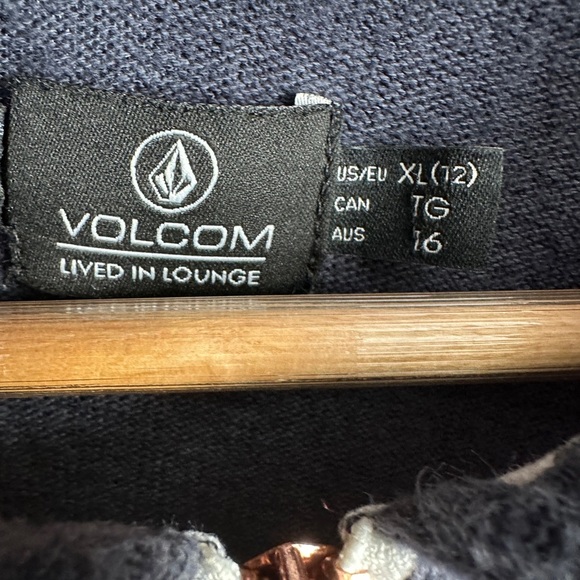 VOLCOM
LIVED IN LOUNGE
US/EU XL(12)
CAN TG
AUS 16